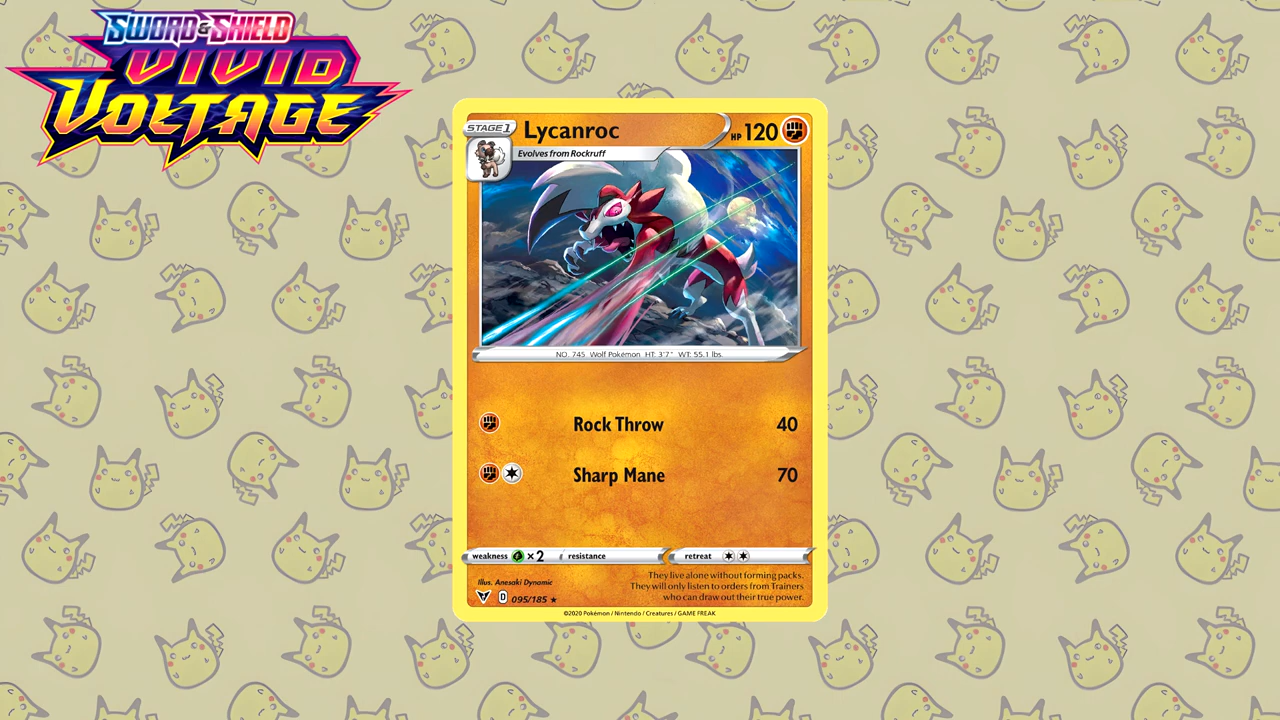 SWORD & SHIELD
VIVID
VOLTAGE
STAGE 1
Lycanroc
HP 120
Evolves from Rockruff
NO. 745 Wolf Pokémon HT: 3'7" WT: 55.1 lbs.
Rock Throw 40
Sharp Mane 70
weakness ×2 resistance retreat
Illus. Anesaki Dynamic
They live alone without forming packs.
They will only listen to orders from Trainers
who can draw out their true power.
D 095/185 ★
©2020 Pokémon / Nintendo / Creatures / GAME FREAK